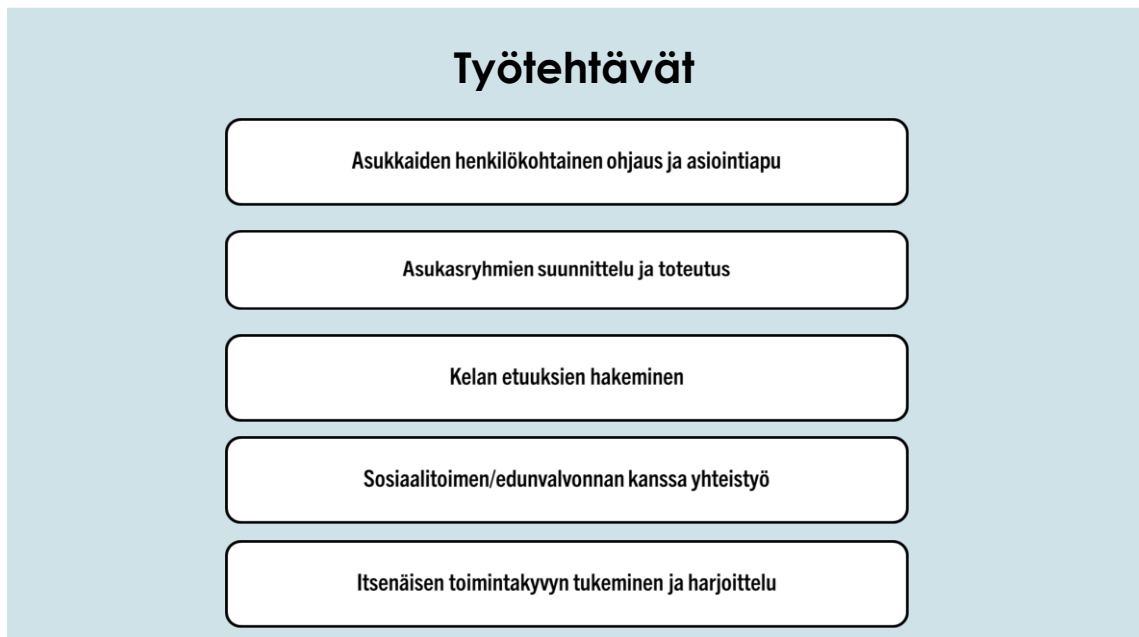 Työtehtävät
Asukkaiden henkilökohtainen ohjaus ja asiointiapu
Asukasryhmien suunnittelu ja toteutus
Kelan etuuksien hakeminen
Sosiaalitoimen/edunvalvonnan kanssa yhteistyö
Itsenäisen toimintakyvyn tukeminen ja harjoittelu